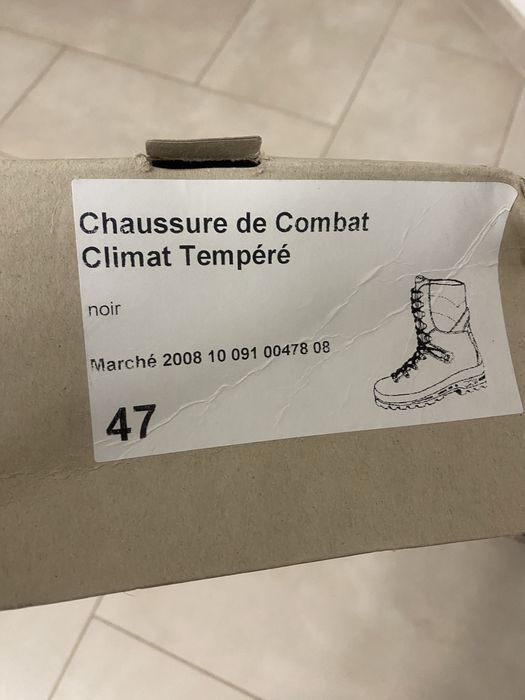 Chaussure de Combat
Climat Tempéré
noir
Marché 2008 10 091 00478 08
47